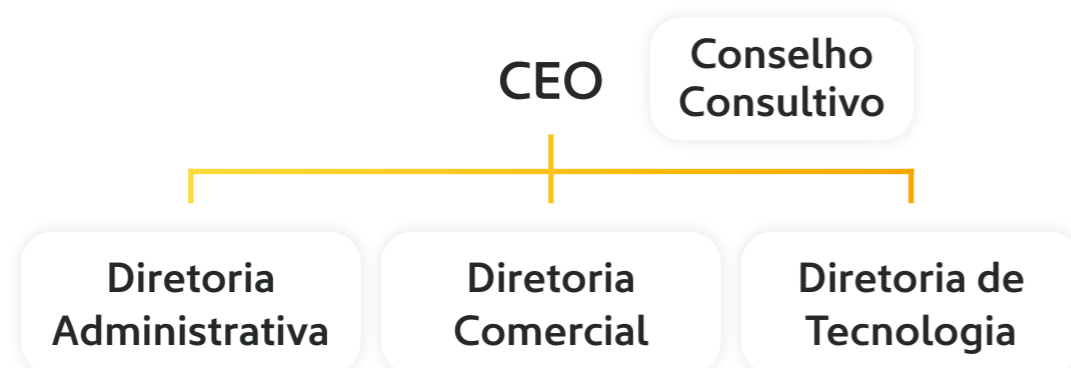 CEO
Conselho
Consultivo
Diretoria
Administrativa
Diretoria
Comercial
Diretoria de
Tecnologia